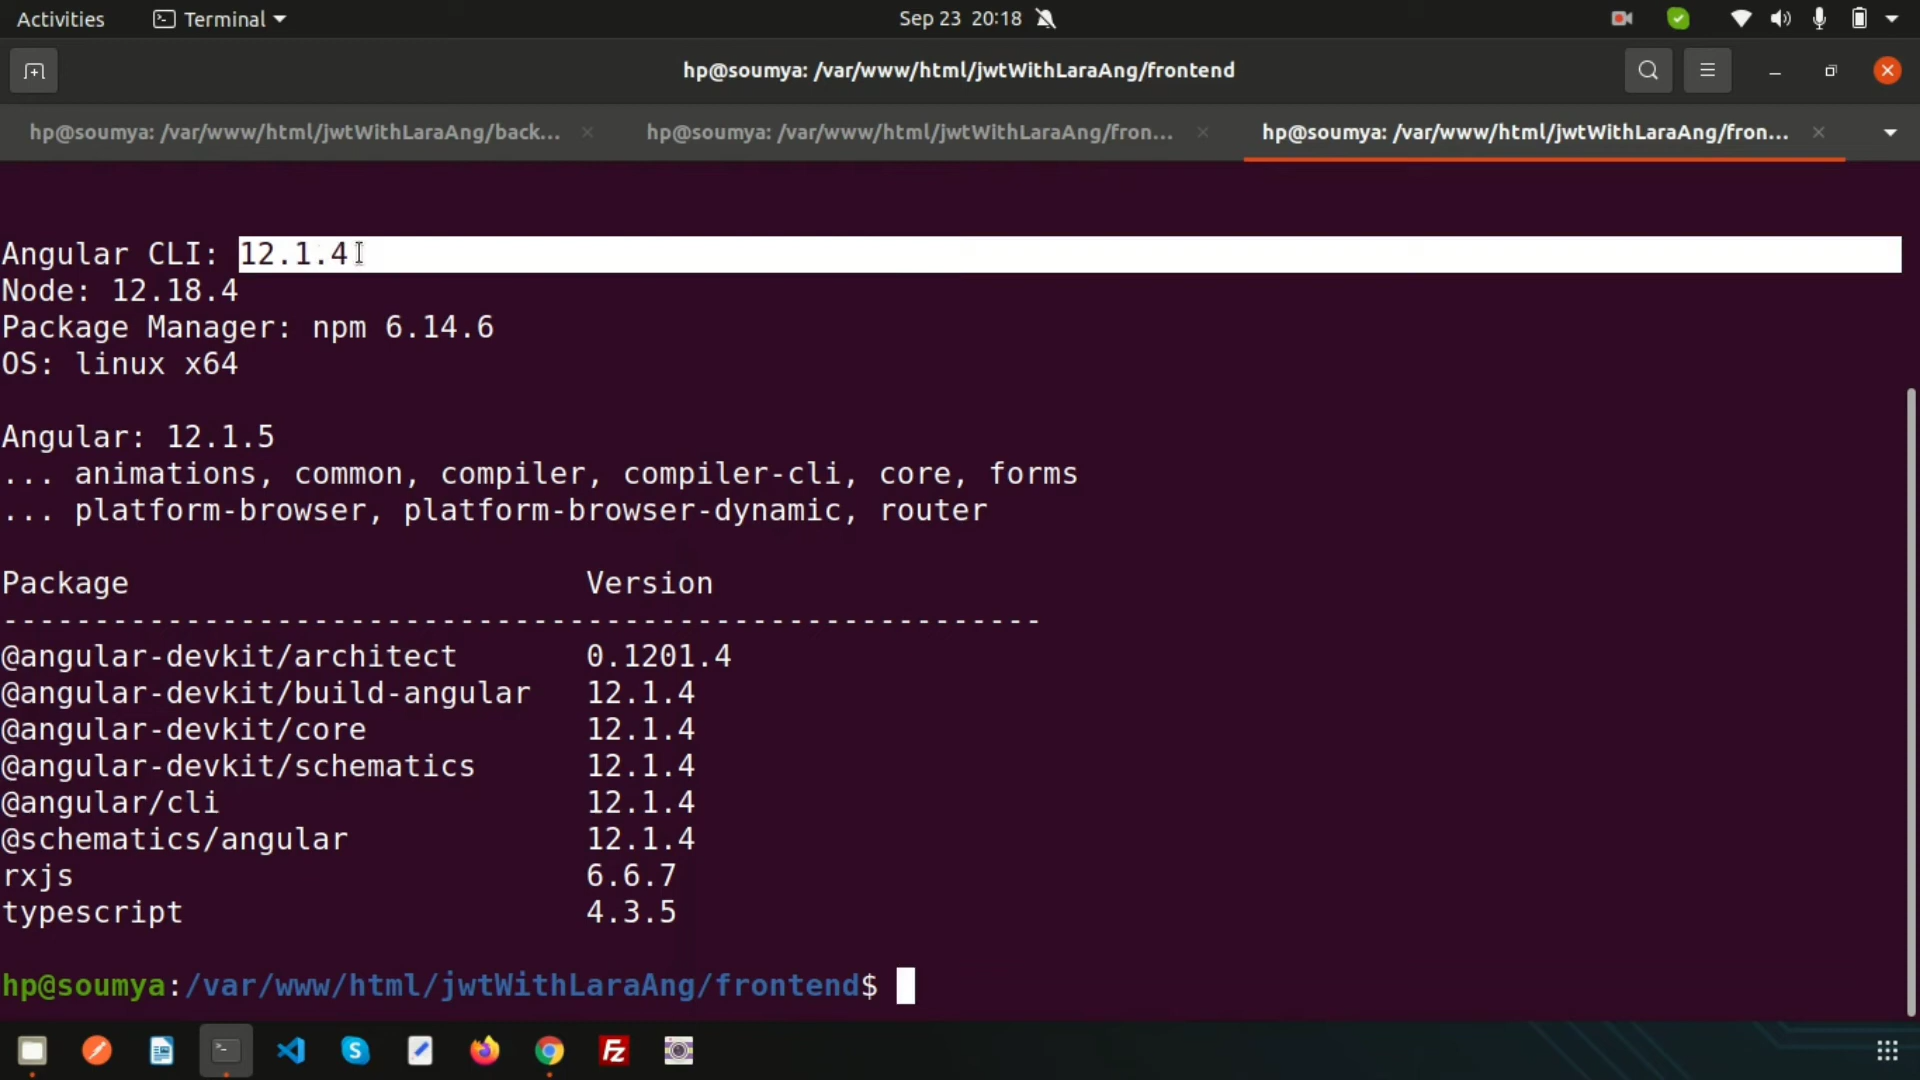 Activities Terminal Sep 23 20:18
hp@soumya: /var/www/html/jwtWithLaraAng/frontend
hp@soumya: /var/www/html/jwtWithLaraAng/back... hp@soumya: /var/www/html/jwtWithLaraAng/fron... hp@soumya: /var/www/html/jwtWithLaraAng/fron...
Angular CLI: 12.1.4
Node: 12.18.4
Package Manager: npm 6.14.6
OS: linux x64
Angular: 12.1.5
... animations, common, compiler, compiler-cli, core, forms
... platform-browser, platform-browser-dynamic, router
Package Version
---------------------------------------------------------
@angular-devkit/architect 0.1201.4
@angular-devkit/build-angular 12.1.4
@angular-devkit/core 12.1.4
@angular-devkit/schematics 12.1.4
@angular/cli 12.1.4
@schematics/angular 12.1.4
rxjs 6.6.7
typescript 4.3.5
hp@soumya:/var/www/html/jwtWithLaraAng/frontend$